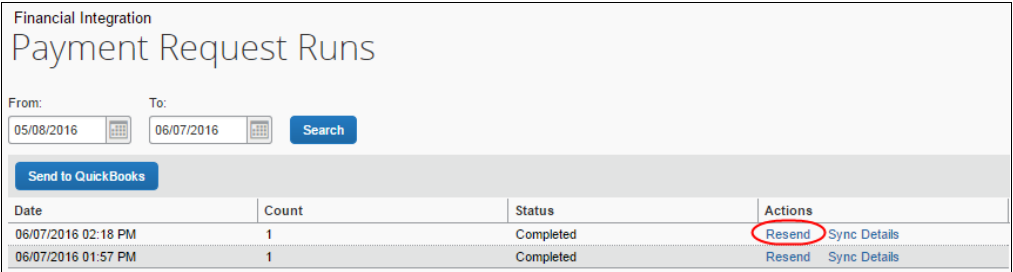 Financial Integration
Payment Request Runs
From: To:
05/08/2016 06/07/2016 Search
Send to QuickBooks
Date Count Status Actions
06/07/2016 02:18 PM 1 Completed Resend Sync Details
06/07/2016 01:57 PM 1 Completed Resend Sync Details